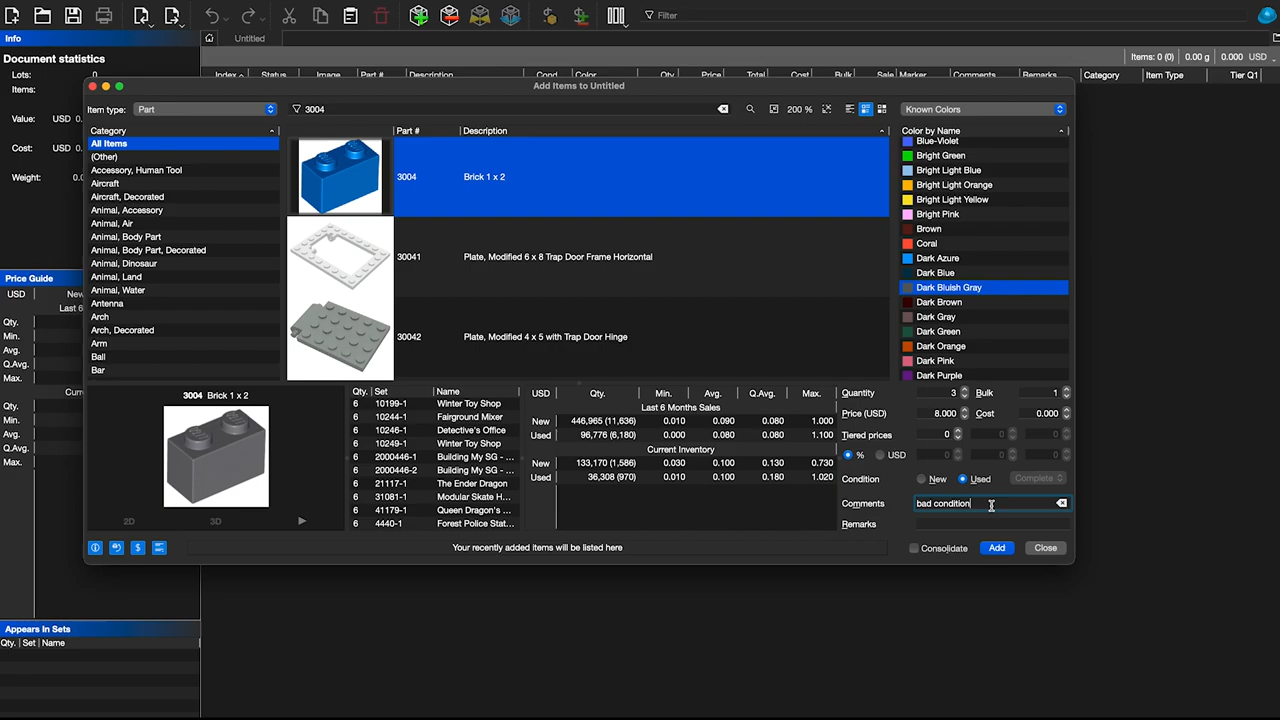 Filter
Info
Untitled
Document statistics
Items: 0 (0) 0.00 g 0.000 USD
Lots: 0
Index Status Image Part # Description Cond Color Qty Price Total Cost Bulk Sale Marker Comments Remarks Category Item Type Tier Q1
Items:
Value: USD 0.
Cost: USD 0.
Weight: 0.0
Add Items to Untitled
Item type: Part 3004 200 % Known Colors
Category Part # Description Color by Name
All Items
(Other)
Accessory, Human Tool
Aircraft
Aircraft, Decorated
Animal, Accessory
Animal, Air
Animal, Body Part
Animal, Body Part, Decorated
Animal, Dinosaur
Animal, Land
Animal, Water
Antenna
Arch
Arch, Decorated
Arm
Ball
Bar
3004 Brick 1 x 2
30041 Plate, Modified 6 x 8 Trap Door Frame Horizontal
30042 Plate, Modified 4 x 5 with Trap Door Hinge
Blue-Violet
Bright Green
Bright Light Blue
Bright Light Orange
Bright Light Yellow
Bright Pink
Brown
Coral
Dark Azure
Dark Blue
Dark Bluish Gray
Dark Brown
Dark Gray
Dark Green
Dark Orange
Dark Pink
Dark Purple
Price Guide
USD New
Last 6
Qty.
Min.
Avg.
Q.Avg.
Max.
Curr
Qty.
Min.
Avg.
Q.Avg.
Max.
3004 Brick 1 x 2
2D 3D
Qty. Set Name
6 10199-1 Winter Toy Shop
6 10244-1 Fairground Mixer
6 10246-1 Detective's Office
6 10249-1 Winter Toy Shop
6 2000446-1 Building My SG - ...
6 2000446-2 Building My SG - ...
6 21117-1 The Ender Dragon
6 31081-1 Modular Skate H...
6 41179-1 Queen Dragon's ...
6 4440-1 Forest Police Stat...
USD Qty. Min. Avg. Q.Avg. Max.
Last 6 Months Sales
New 446,965 (11,636) 0.010 0.090 0.080 1.000
Used 96,776 (6,180) 0.000 0.080 0.080 1.100
Current Inventory
New 133,170 (1,586) 0.030 0.100 0.130 0.730
Used 36,308 (970) 0.010 0.100 0.180 1.020
Quantity 3 Bulk 1
Price (USD) 8.000 Cost 0.000
Tiered prices 0 0 0
% USD 0 0 0
Condition New Used Complete
Comments bad condition
Remarks
Your recently added items will be listed here
Consolidate Add Close
Appears In Sets
Qty. Set Name